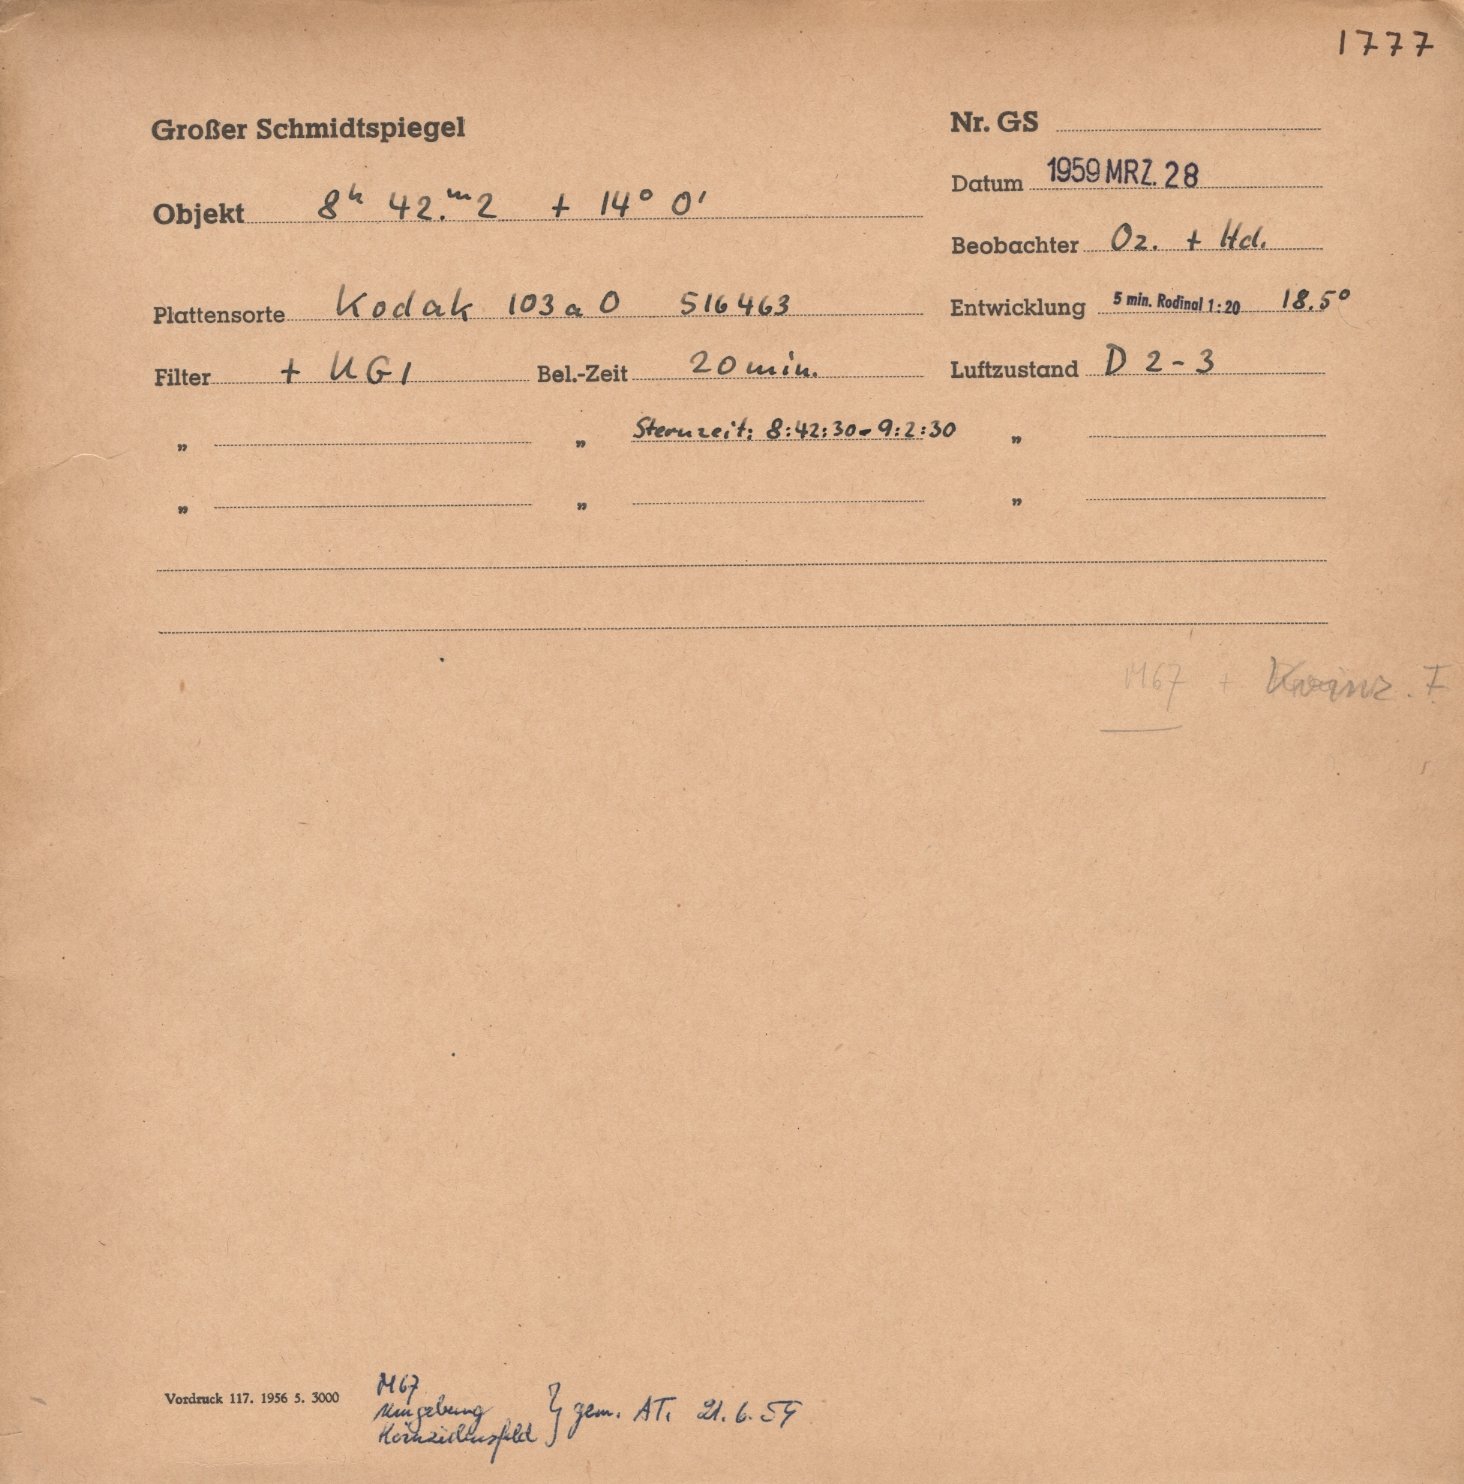 1777
Großer Schmidtspiegel
Nr. GS
Datum 1959 MRZ. 28
Objekt 8h 42.m2 + 14° 0'
Beobachter Oz. + Hd.
Plattensorte Kodak 103 a O 516463
Entwicklung 5 min. Rodinal 1:20 18.5°
Filter + UG1 Bel.-Zeit 20 min. Luftzustand D 2-3
„ „ Sternzeit: 8:42:30-9:2:30 „
„ „ „
M67 +
Vordruck 117. 1956 5. 3000
M67
Umgebung
} gem. AT. 21.6.59